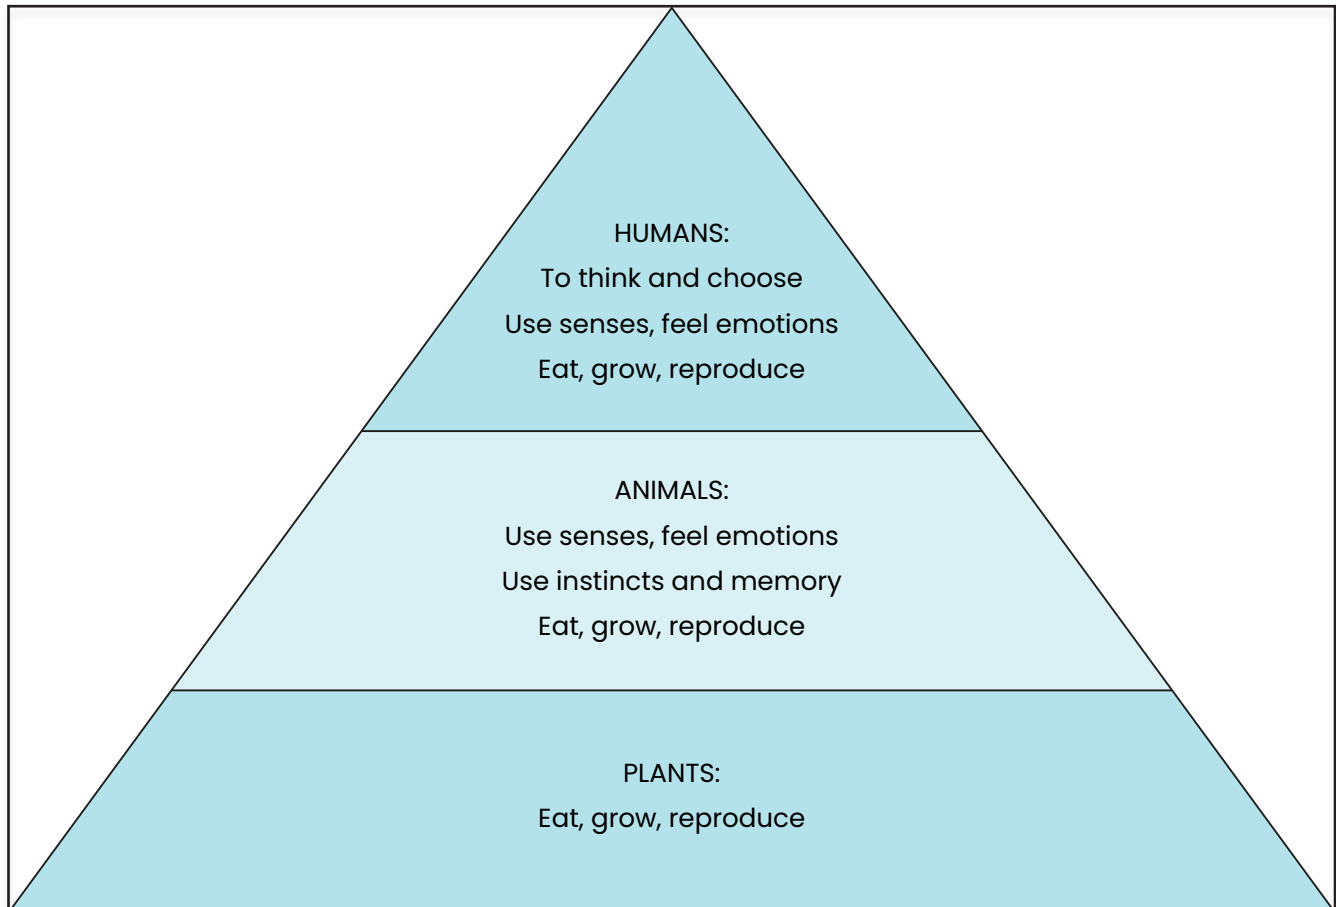 HUMANS:
To think and choose
Use senses, feel emotions
Eat, grow, reproduce
ANIMALS:
Use senses, feel emotions
Use instincts and memory
Eat, grow, reproduce
PLANTS:
Eat, grow, reproduce